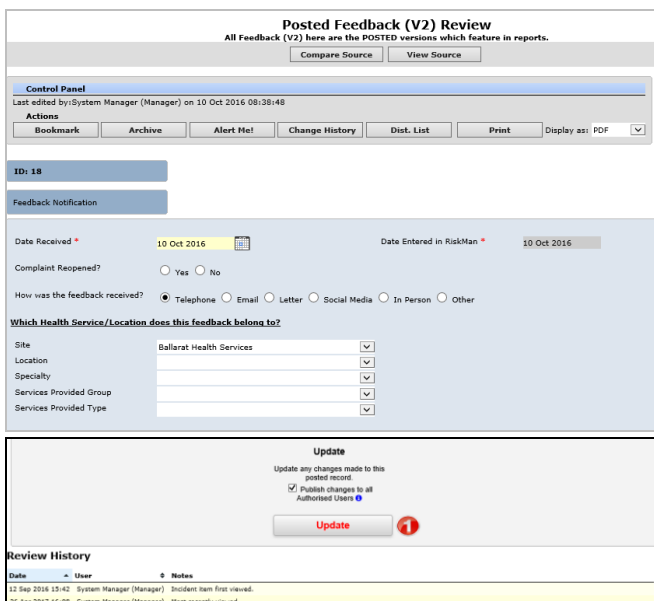 Posted Feedback (V2) Review
All Feedback (V2) here are the POSTED versions which feature in reports.
Compare Source View Source
Control Panel
Last edited by:System Manager (Manager) on 10 Oct 2016 08:38:48
Actions
Bookmark Archive Alert Me! Change History Dist. List Print Display as: PDF
ID: 18
Feedback Notification
Date Received * 10 Oct 2016 Date Entered in RiskMan * 10 Oct 2016
Complaint Reopened? Yes No
How was the feedback received? Telephone Email Letter Social Media In Person Other
Which Health Service/Location does this feedback belong to?
Site Ballarat Health Services
Location
Specialty
Services Provided Group
Services Provided Type
Update
Update any changes made to this
posted record.
Publish changes to all
Authorised Users
Update 1
Review History
Date User Notes
12 Sep 2016 15:42 System Manager (Manager) Incident item first viewed.
System Manager (Manager) Most recently viewed